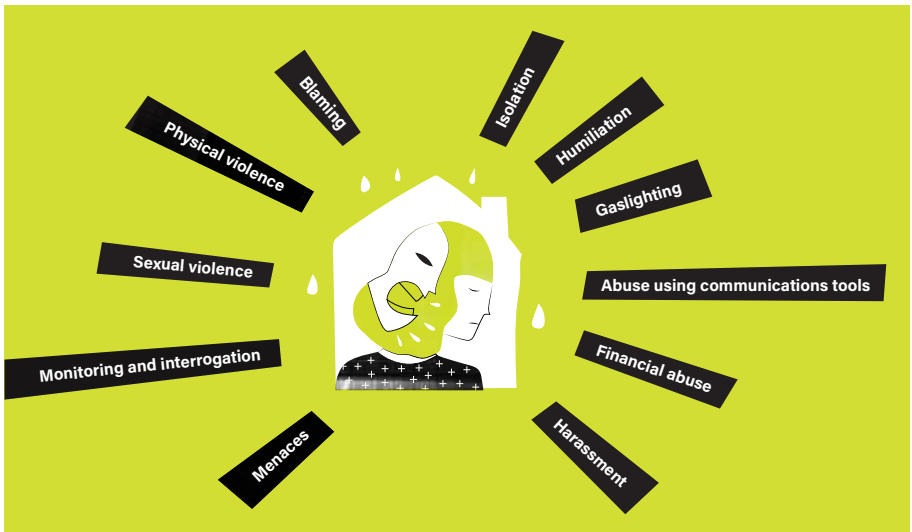 Blaming
Isolation
Physical violence
Humiliation
Gaslighting
Sexual violence
Abuse using communications tools
Monitoring and interrogation
Financial abuse
Menaces
Harassment